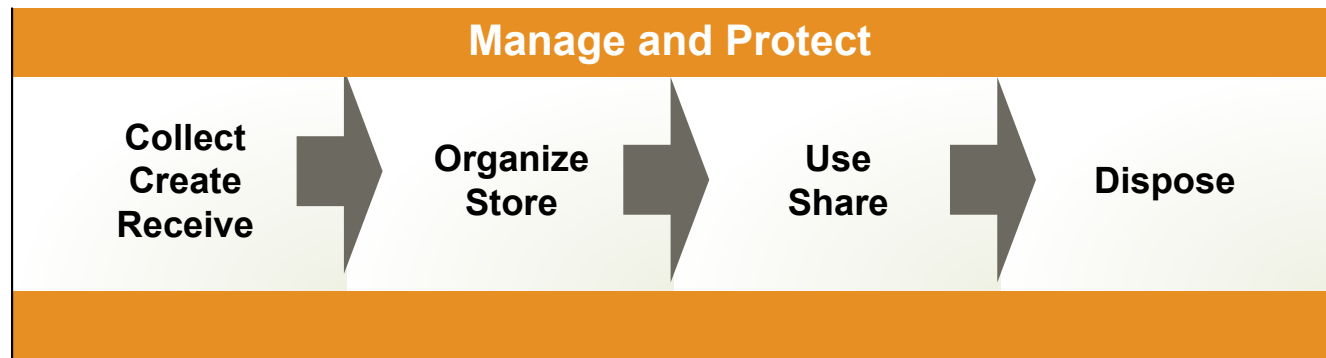 Manage and Protect
Collect
Create
Receive
Organize
Store
Use
Share
Dispose